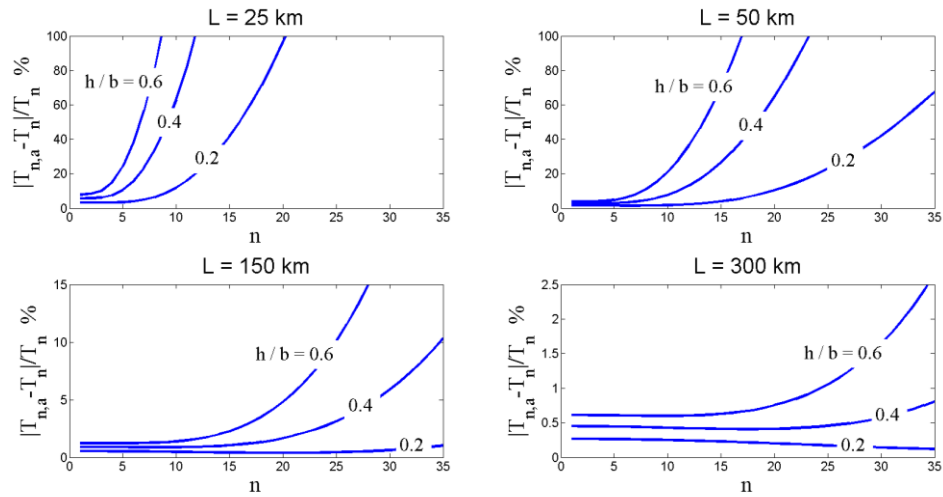 L = 25 km
|T_{n,a}-T_n|/T_n %
100
80
60
40
20
0
h / b = 0.6
0.4
0.2
0 5 10 15 20 25 30 35
n
L = 50 km
|T_{n,a}-T_n|/T_n %
100
80
60
40
20
0
h / b = 0.6
0.4
0.2
0 5 10 15 20 25 30 35
n
L = 150 km
|T_{n,a}-T_n|/T_n %
15
10
5
0
h / b = 0.6
0.4
0.2
0 5 10 15 20 25 30 35
n
L = 300 km
|T_{n,a}-T_n|/T_n %
2.5
2
1.5
1
0.5
0
h / b = 0.6
0.4
0.2
0 5 10 15 20 25 30 35
n